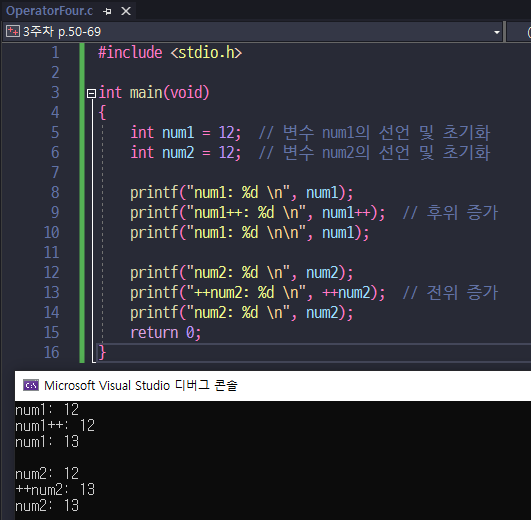 OperatorFour.c
3주차 p.50-69
1 #include <stdio.h>
2
3 int main(void)
4 {
5 int num1 = 12;  // 변수 num1의 선언 및 초기화
6 int num2 = 12;  // 변수 num2의 선언 및 초기화
7
8 printf("num1: %d \n", num1);
9 printf("num1++: %d \n", num1++);  // 후위 증가
10 printf("num1: %d \n\n", num1);
11
12 printf("num2: %d \n", num2);
13 printf("++num2: %d \n", ++num2);  // 전위 증가
14 printf("num2: %d \n", num2);
15 return 0;
16 }
Microsoft Visual Studio 디버그 콘솔
num1: 12
num1++: 12
num1: 13
num2: 12
++num2: 13
num2: 13